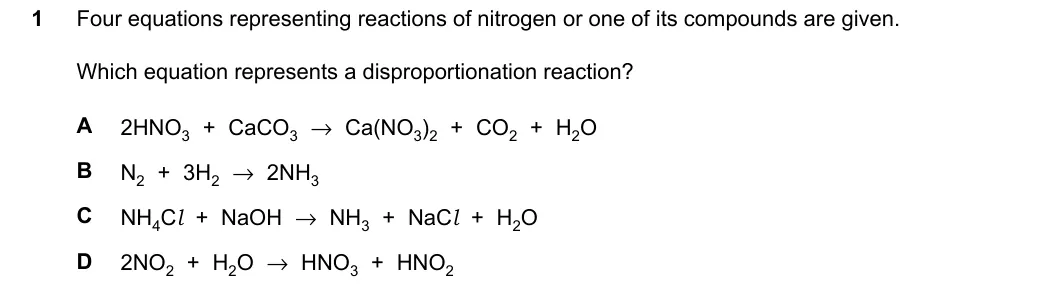 1 Four equations representing reactions of nitrogen or one of its compounds are given.
Which equation represents a disproportionation reaction?
A 2HNO₃ + CaCO₃ → Ca(NO₃)₂ + CO₂ + H₂O
B N₂ + 3H₂ → 2NH₃
C NH₄Cl + NaOH → NH₃ + NaCl + H₂O
D 2NO₂ + H₂O → HNO₃ + HNO₂